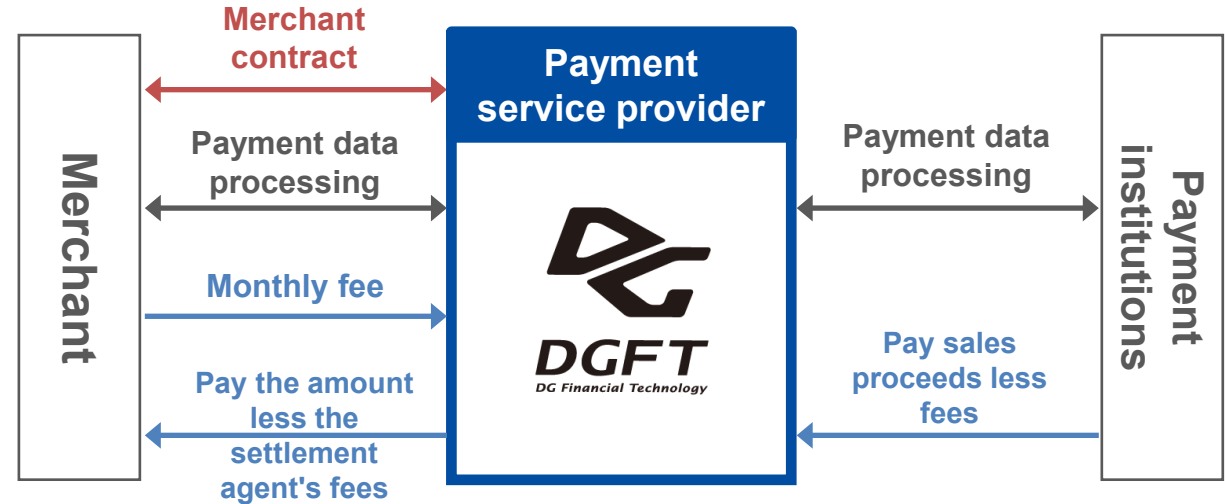 Merchant
Merchant
contract
Payment data
processing
Monthly fee
Pay the amount
less the
settlement
agent's fees
Payment
service provider
DG
DGFT
DG Financial Technology
Payment data
processing
Pay sales
proceeds less
fees
Payment
institutions